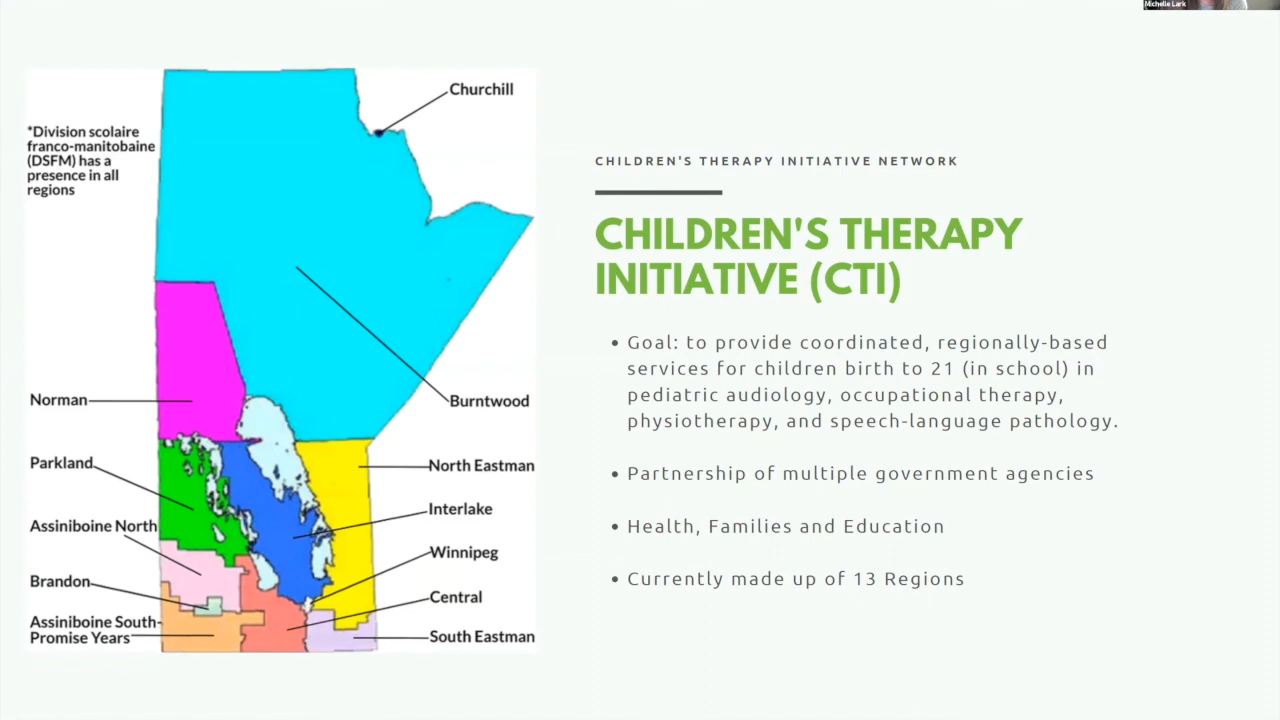 Michelle Lark
*Division scolaire
franco-manitobaine
(DSFM) has a
presence in all
regions
Churchill
Norman
Burntwood
Parkland
North Eastman
Assiniboine North
Interlake
Winnipeg
Brandon
Central
Assiniboine South-
Promise Years
South Eastman
CHILDREN'S THERAPY INITIATIVE NETWORK
CHILDREN'S THERAPY
INITIATIVE (CTI)
• Goal: to provide coordinated, regionally-based
services for children birth to 21 (in school) in
pediatric audiology, occupational therapy,
physiotherapy, and speech-language pathology.
• Partnership of multiple government agencies
• Health, Families and Education
• Currently made up of 13 Regions